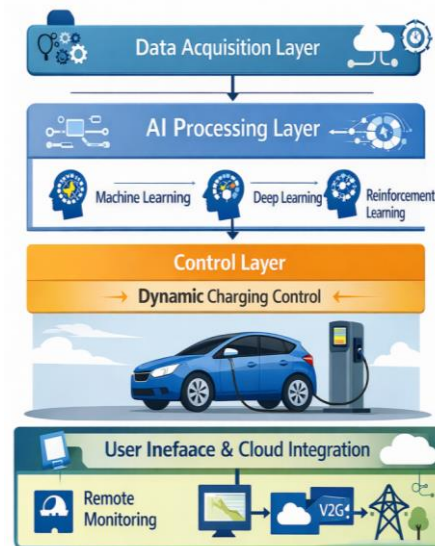 Data Acquisition Layer
AI Processing Layer
Machine Learning
Deep Learning
Reinforcement
Learning
Control Layer
Dynamic Charging Control
User Inefaace & Cloud Integration
Remote
Monitoring
V2G